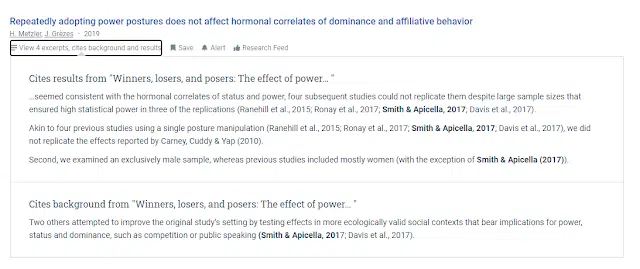 Repeatedly adopting power postures does not affect hormonal correlates of dominance and affiliative behavior
H. Metzler, J. Grèzes · 2019
View 4 excerpts, cites background and results Save Alert Research Feed
Cites results from "Winners, losers, and posers: The effect of power... "
...seemed consistent with the hormonal correlates of status and power, four subsequent studies could not replicate them despite large sample sizes that
ensured high statistical power in three of the replications (Ranehill et al., 2015; Ronay et al., 2017; Smith & Apicella, 2017; Davis et al., 2017).
Akin to four previous studies using a single posture manipulation (Ranehill et al., 2015; Ronay et al., 2017; Smith & Apicella, 2017; Davis et al., 2017), we did
not replicate the effects reported by Carney, Cuddy & Yap (2010).
Second, we examined an exclusively male sample, whereas previous studies included mostly women (with the exception of Smith & Apicella (2017)).
Cites background from "Winners, losers, and posers: The effect of power... "
Two others attempted to improve the original study's setting by testing effects in more ecologically valid social contexts that bear implications for power,
status and dominance, such as competition or public speaking (Smith & Apicella, 2017; Davis et al., 2017).